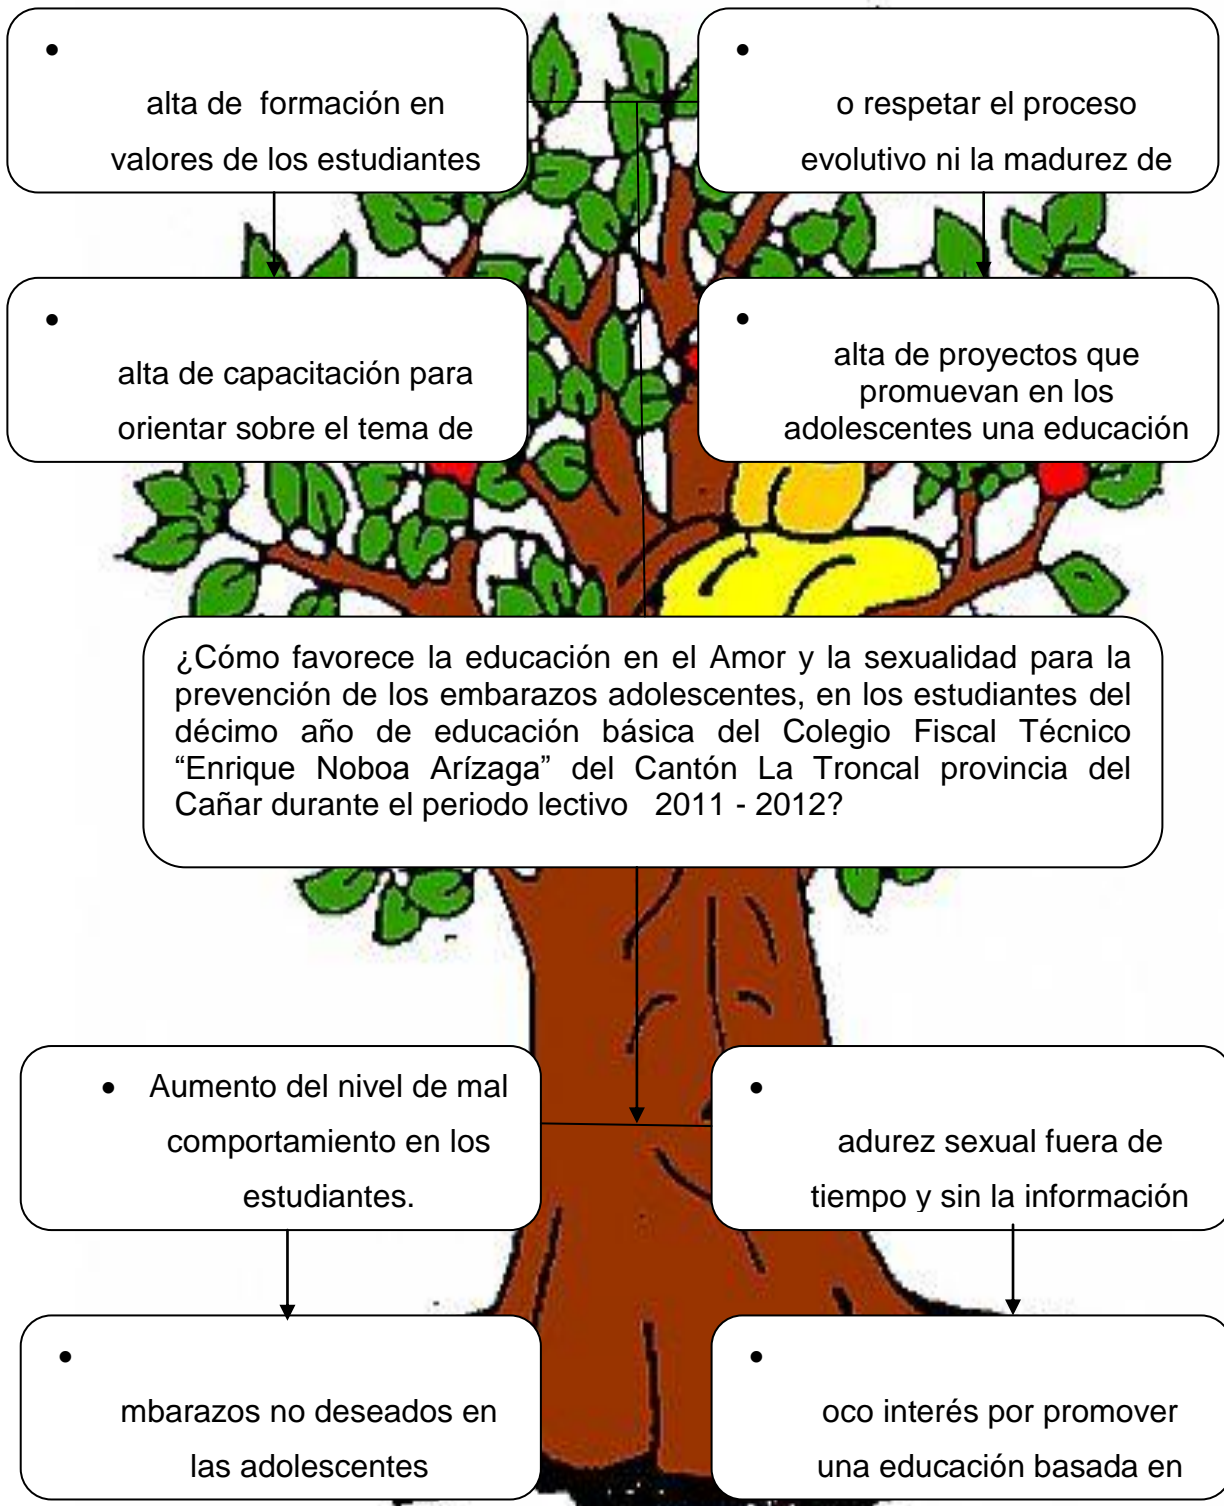 •
alta de formación en
valores de los estudiantes
•
o respetar el proceso
evolutivo ni la madurez de
•
alta de capacitación para
orientar sobre el tema de
•
alta de proyectos que
promuevan en los
adolescentes una educación
¿Cómo favorece la educación en el Amor y la sexualidad para la
prevención de los embarazos adolescentes, en los estudiantes del
décimo año de educación básica del Colegio Fiscal Técnico
“Enrique Noboa Arízaga” del Cantón La Troncal provincia del
Cañar durante el periodo lectivo 2011 - 2012?
• Aumento del nivel de mal
comportamiento en los
estudiantes.
•
adurez sexual fuera de
tiempo y sin la información
•
mbarazos no deseados en
las adolescentes
•
oco interés por promover
una educación basada en